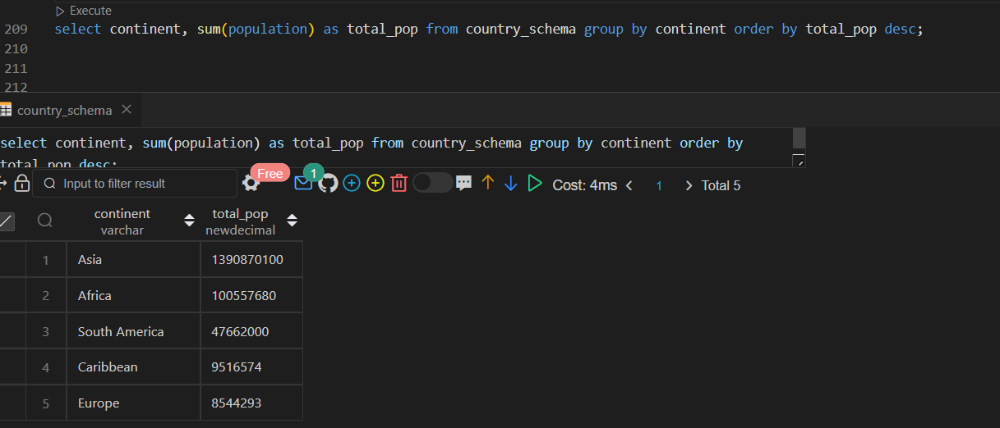 Execute
209 select continent, sum(population) as total_pop from country_schema group by continent order by total_pop desc;
210
211
212
country_schema
select continent, sum(population) as total_pop from country_schema group by continent order by
total_pop desc;
Input to filter result Free 1 Cost: 4ms 1 Total 5
continent total_pop
varchar newdecimal
1 Asia 1390870100
2 Africa 100557680
3 South America 47662000
4 Caribbean 9516574
5 Europe 8544293